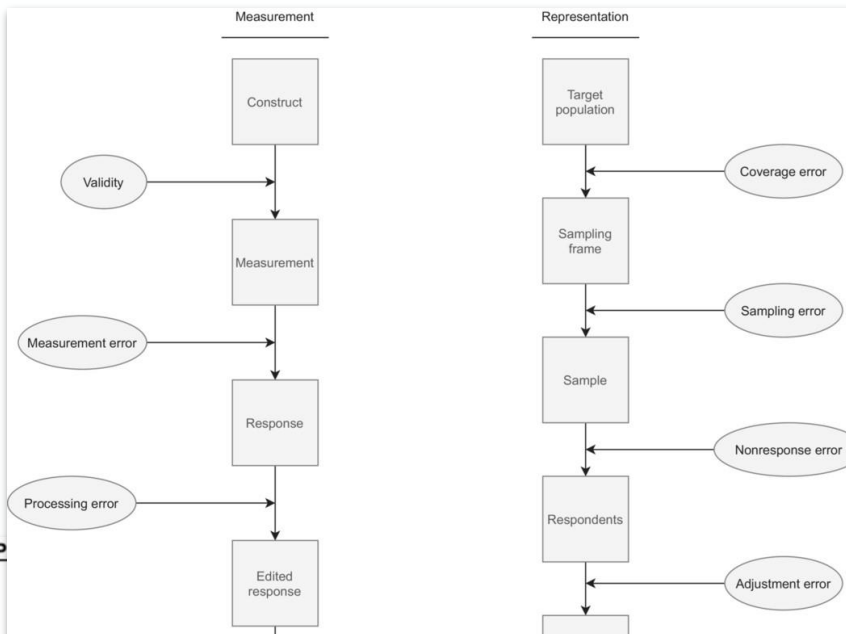 Measurement
Construct
Validity
Measurement
Measurement error
Response
Processing error
Edited
response
Representation
Target
population
Coverage error
Sampling
frame
Sampling error
Sample
Nonresponse error
Respondents
Adjustment error